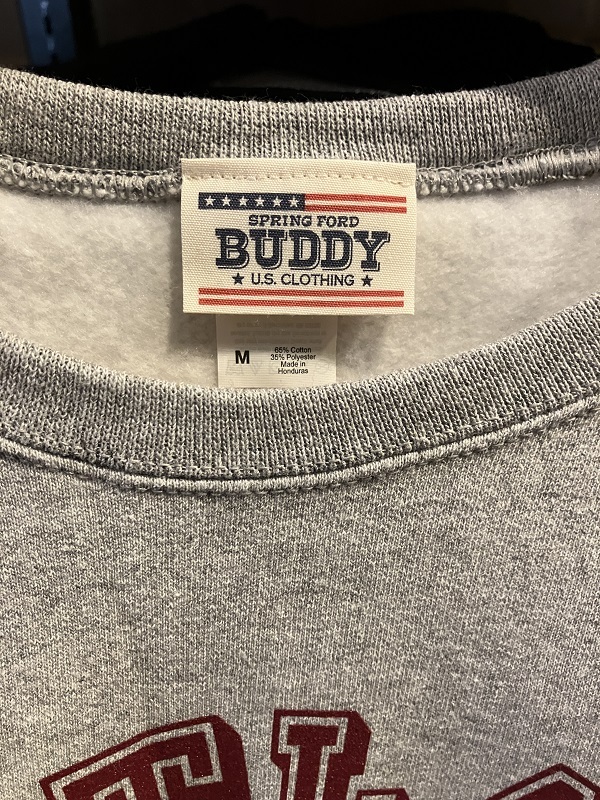 SPRING FORD
BUDDY
U.S. CLOTHING
M
65% Cotton
35% Polyester
Made in
Honduras